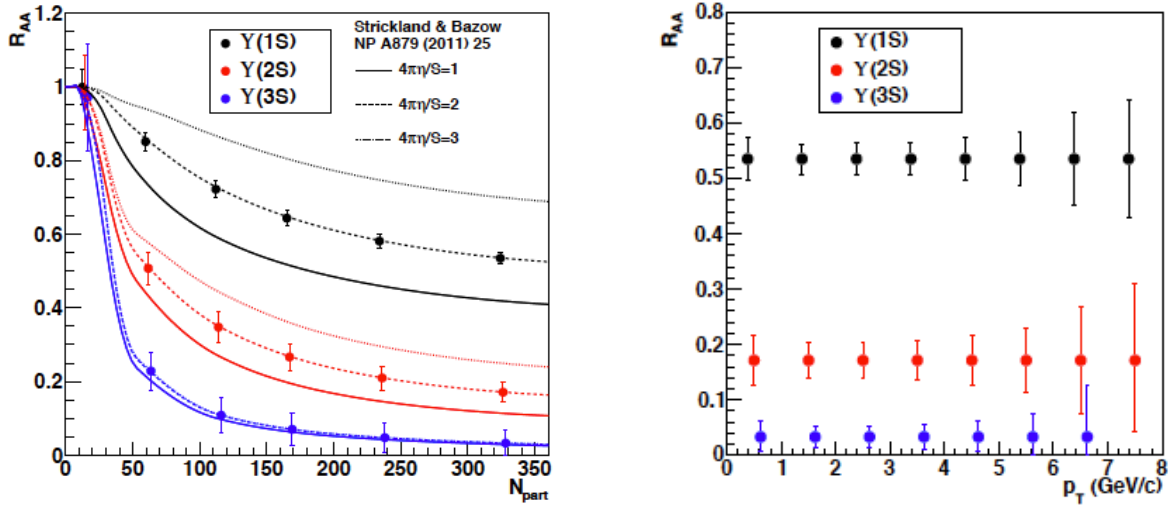 R_AA
1.2
1
0.8
0.6
0.4
0.2
0
0 50 100 150 200 250 300 350
N_part
Υ(1S)
Υ(2S)
Υ(3S)
Strickland & Bazow
NP A879 (2011) 25
4πη/S=1
4πη/S=2
4πη/S=3
R_AA
0.8
0.7
0.6
0.5
0.4
0.3
0.2
0.1
0
0 1 2 3 4 5 6 7 8
p_T (GeV/c)
Υ(1S)
Υ(2S)
Υ(3S)